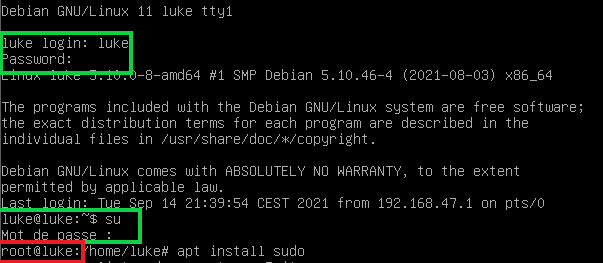 Debian GNU/Linux 11 luke tty1
luke login: luke
Password:
Linux luke 5.10.0-8-amd64 #1 SMP Debian 5.10.46-4 (2021-08-03) x86_64
The programs included with the Debian GNU/Linux system are free software;
the exact distribution terms for each program are described in the
individual files in /usr/share/doc/*/copyright.
Debian GNU/Linux comes with ABSOLUTELY NO WARRANTY, to the extent
permitted by applicable law.
Last login: Tue Sep 14 21:39:54 CEST 2021 from 192.168.47.1 on pts/0
luke@luke:~$ su
Mot de passe :
root@luke:/home/luke# apt install sudo